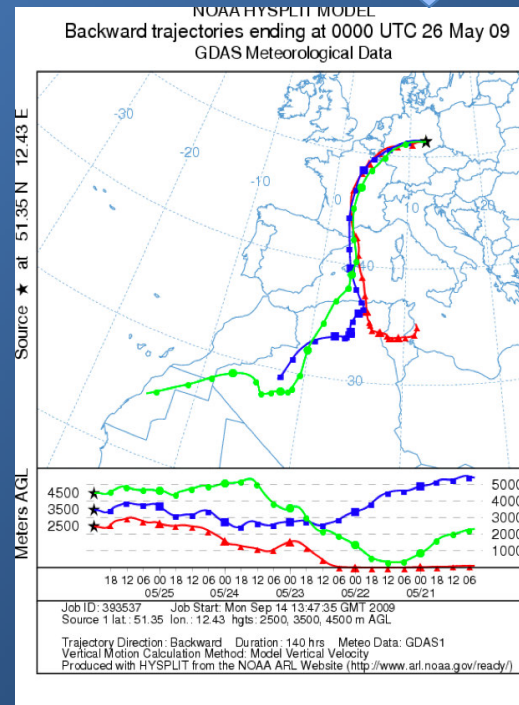 NOAA HYSPLIT MODEL
Backward trajectories ending at 0000 UTC 26 May 09
GDAS Meteorological Data
Source ★ at 51.35 N 12.43 E
-30
-20
-10
0
10
20
40
30
Meters AGL
4500
3500
2500
5000
4000
3000
2000
1000
18 12 06 00 18 12 06 00 18 12 06 00 18 12 06 00 18 12 06 00 18 12 06
05/25 05/24 05/23 05/22 05/21
Job ID: 393537 Job Start: Mon Sep 14 13:47:35 GMT 2009
Source 1 lat.: 51.35 lon.: 12.43 hgts: 2500, 3500, 4500 m AGL
Trajectory Direction: Backward Duration: 140 hrs Meteo Data: GDAS1
Vertical Motion Calculation Method: Model Vertical Velocity
Produced with HYSPLIT from the NOAA ARL Website (http://www.arl.noaa.gov/ready/)